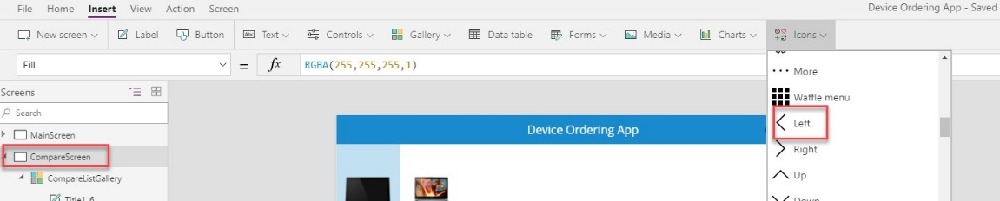 File Home Insert View Action Screen Device Ordering App - Saved
New screen Label Button Text Controls Gallery Data table Forms Media Charts Icons
Fill = fx RGBA(255,255,255,1)
Screens
Search
MainScreen
CompareScreen
CompareListGallery
Title1_6
Device Ordering App
More
Waffle menu
Left
Right
Up
Down